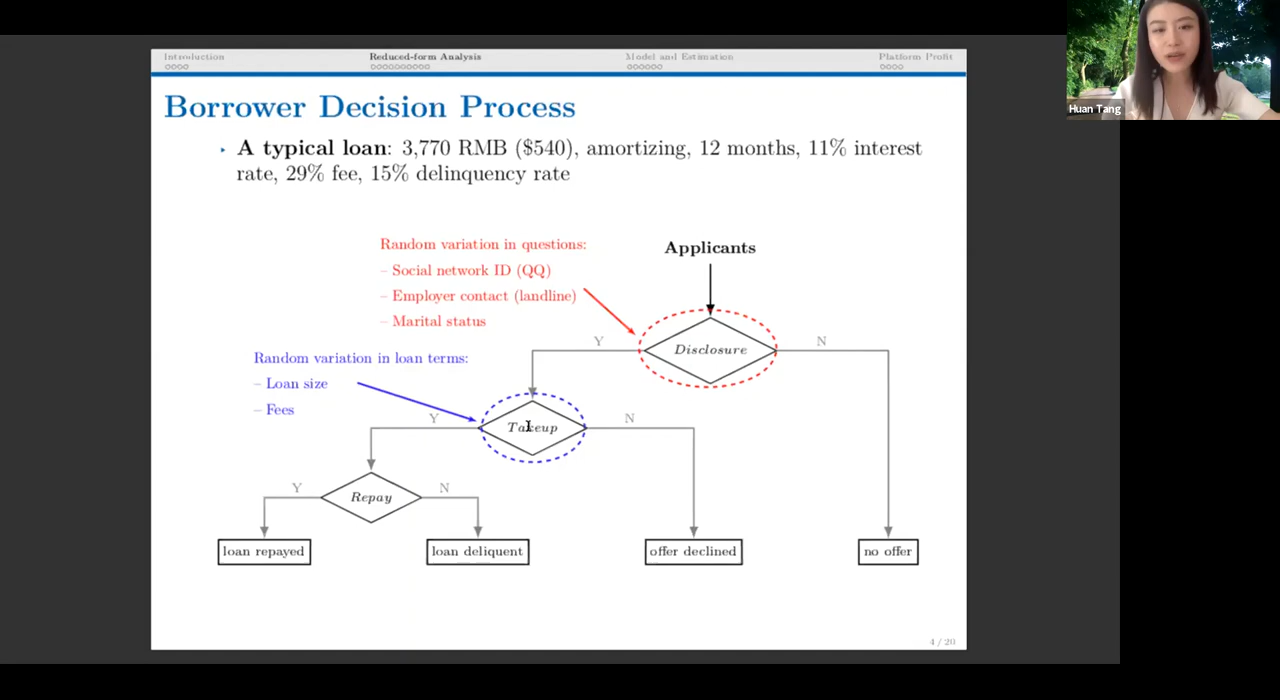 Introduction
Reduced-form Analysis
Model and Estimation
Platform Profit
Borrower Decision Process
A typical loan: 3,770 RMB ($540), amortizing, 12 months, 11% interest
rate, 29% fee, 15% delinquency rate
Random variation in questions:
– Social network ID (QQ)
– Employer contact (landline)
– Marital status
Applicants
Disclosure
Y
N
Random variation in loan terms:
– Loan size
– Fees
Takeup
Y
N
Repay
Y
N
loan repayed
loan deliquent
offer declined
no offer
4 / 20
Huan Tang